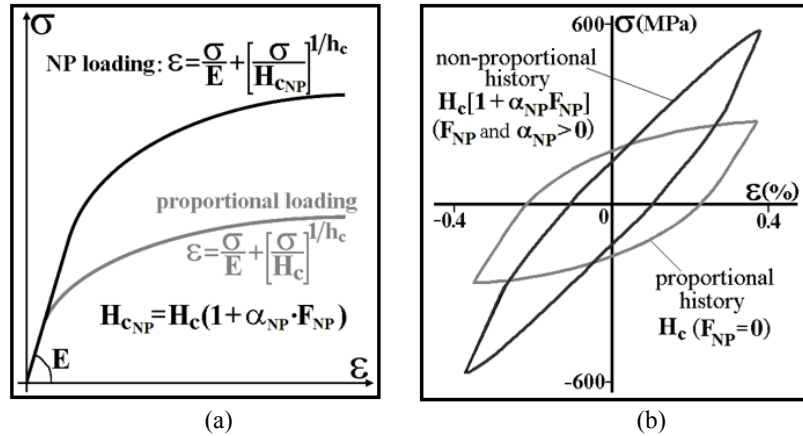 σ
NP loading: ε = σ/E + [σ/H_cNP]^1/h_c
proportional loading
ε = σ/E + [σ/H_c]^1/h_c
H_cNP = H_c(1 + α_NP · F_NP)
E
ε
(a)
600
σ (MPa)
non-proportional
history
H_c[1 + α_NP F_NP]
(F_NP and α_NP > 0)
ε(%)
-0.4
0
0.4
proportional
history
H_c (F_NP = 0)
-600
(b)